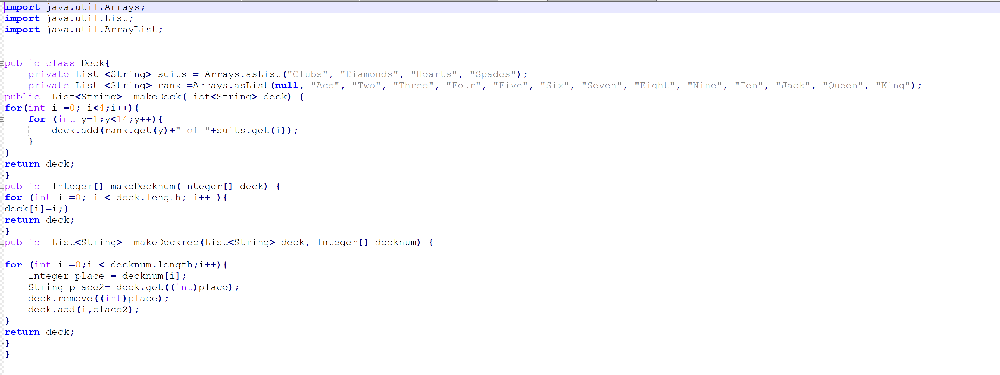 import java.util.Arrays;
import java.util.List;
import java.util.ArrayList;
public class Deck{
    private List <String> suits = Arrays.asList("Clubs", "Diamonds", "Hearts", "Spades");
    private List <String> rank =Arrays.asList(null, "Ace", "Two", "Three", "Four", "Five", "Six", "Seven", "Eight", "Nine", "Ten", "Jack", "Queen", "King");
public  List<String>  makeDeck(List<String> deck) {
for(int i =0; i<4;i++){
    for (int y=1;y<14;y++){
        deck.add(rank.get(y)+" of "+suits.get(i));
    }
}
return deck;
}
public  Integer[] makeDecknum(Integer[] deck) {
for (int i =0; i < deck.length; i++ ){
deck[i]=i;}
return deck;
}
public  List<String>  makeDeckrep(List<String> deck, Integer[] decknum) {
for (int i =0;i < decknum.length;i++){
    Integer place = decknum[i];
    String place2= deck.get((int)place);
    deck.remove((int)place);
    deck.add(i,place2);
}
return deck;
}
}